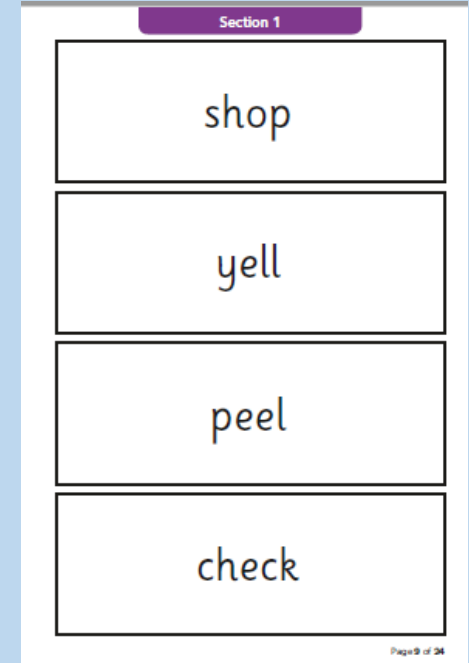 Section 1
shop
yell
peel
check
Page 9 of 24